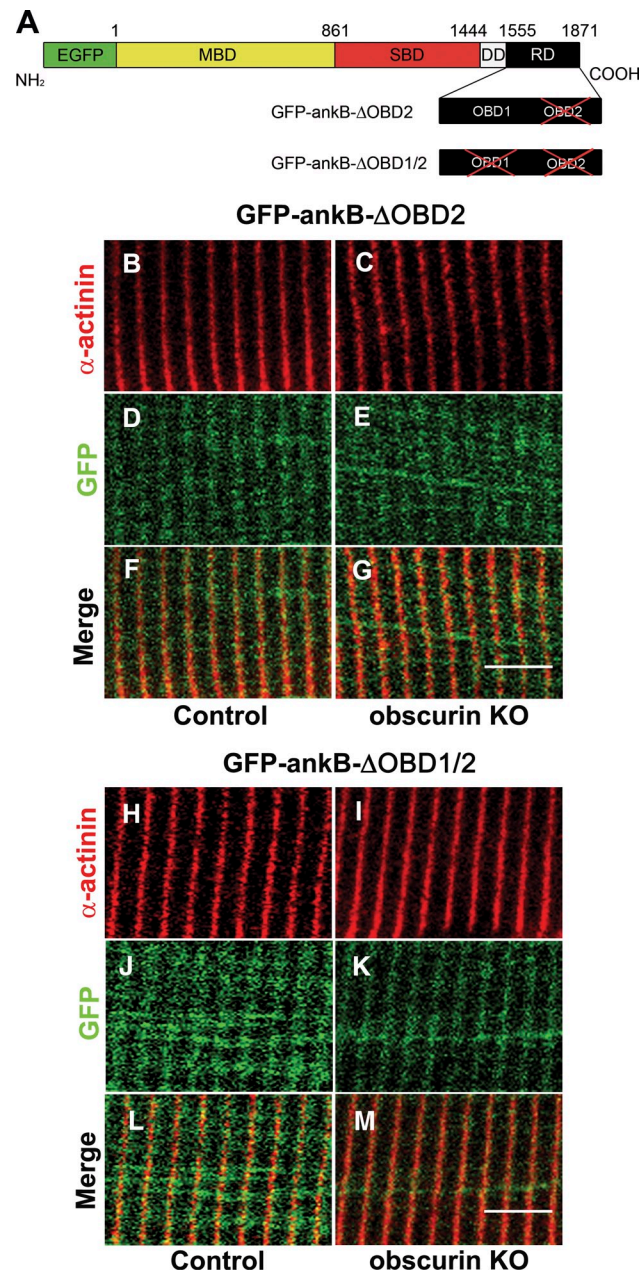 A
1 861 1444 1555 1871
EGFP MBD SBD DD RD
NH₂ COOH
GFP-ankB-ΔOBD2 OBD1 OBD2
GFP-ankB-ΔOBD1/2 OBD1 OBD2
GFP-ankB-ΔOBD2
α-actinin B C
GFP D E
Merge F G
Control obscurin KO
GFP-ankB-ΔOBD1/2
α-actinin H I
GFP J K
Merge L M
Control obscurin KO